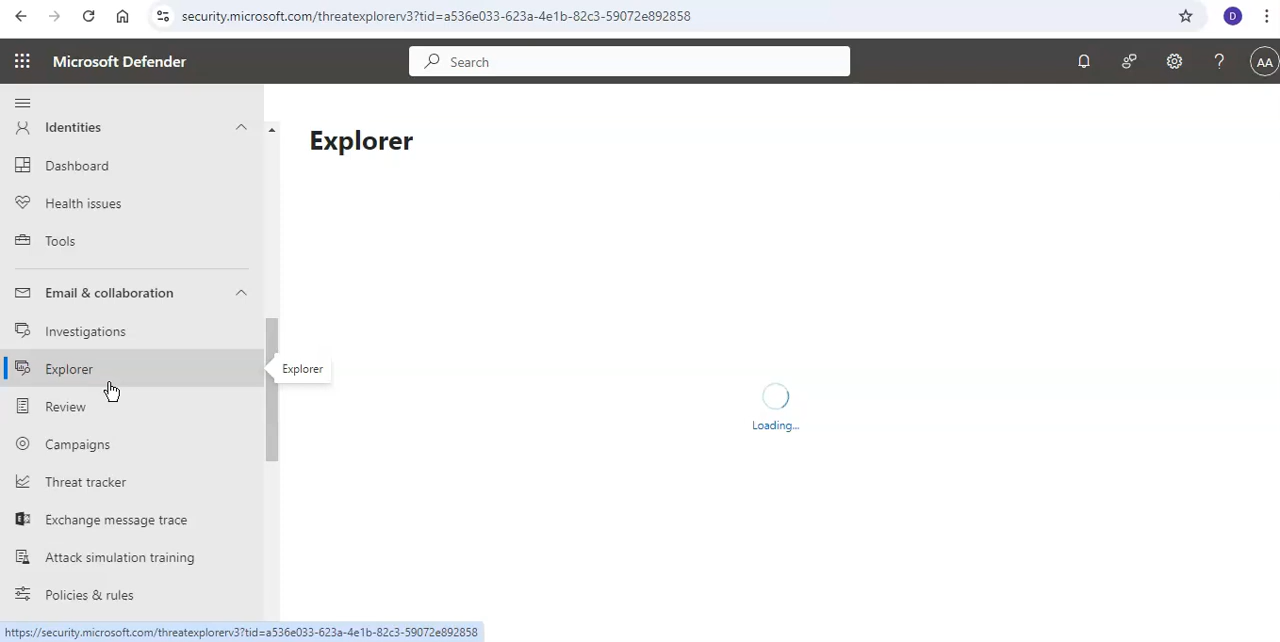 security.microsoft.com/threatexplorerv3?tid=a536e033-623a-4e1b-82c3-59072e892858
D
Microsoft Defender
Search
AA
Identities
Dashboard
Health issues
Tools
Email & collaboration
Investigations
Explorer
Review
Campaigns
Threat tracker
Exchange message trace
Attack simulation training
Policies & rules
Explorer
Explorer
Loading...
https://security.microsoft.com/threatexplorerv3?tid=a536e033-623a-4e1b-82c3-59072e892858